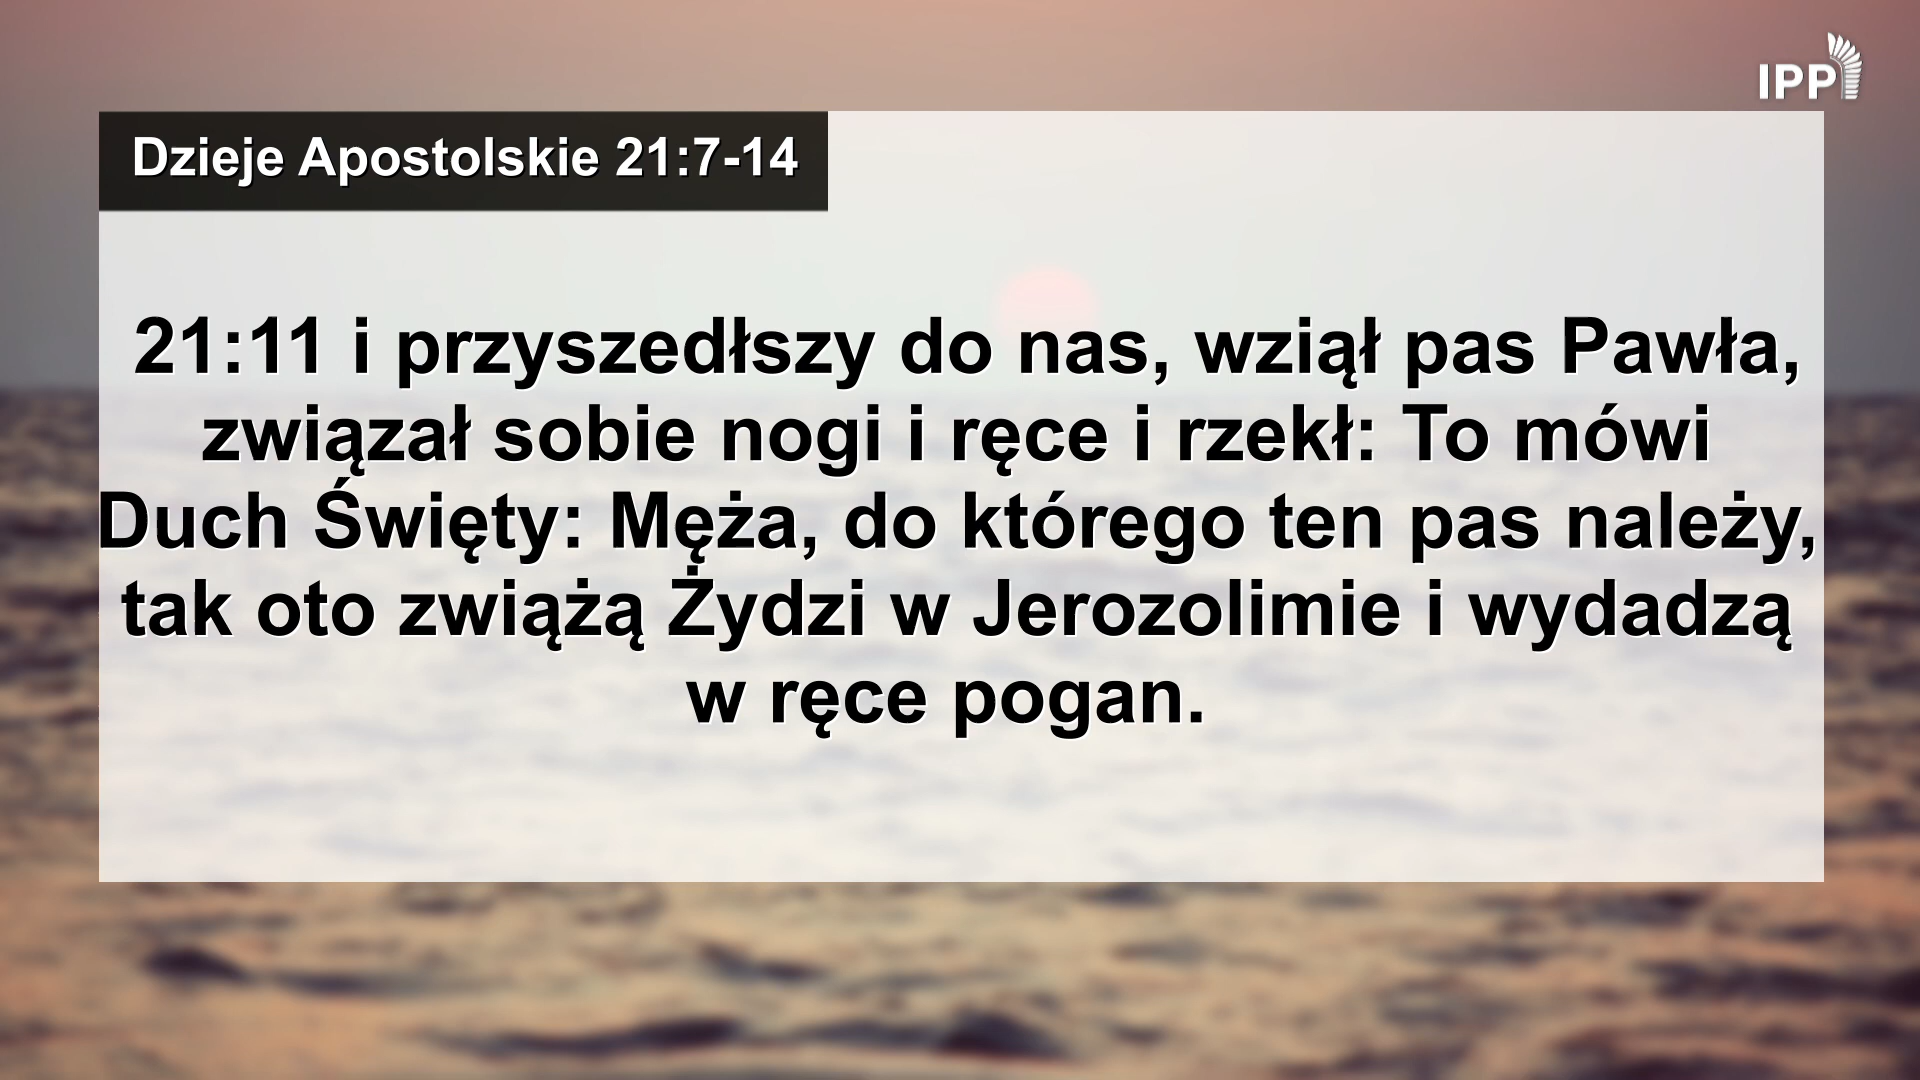 IPP
Dzieje Apostolskie 21:7-14
21:11 i przyszedłszy do nas, wziął pas Pawła,
związał sobie nogi i ręce i rzekł: To mówi
Duch Święty: Męża, do którego ten pas należy,
tak oto zwiążą Żydzi w Jerozolimie i wydadzą
w ręce pogan.